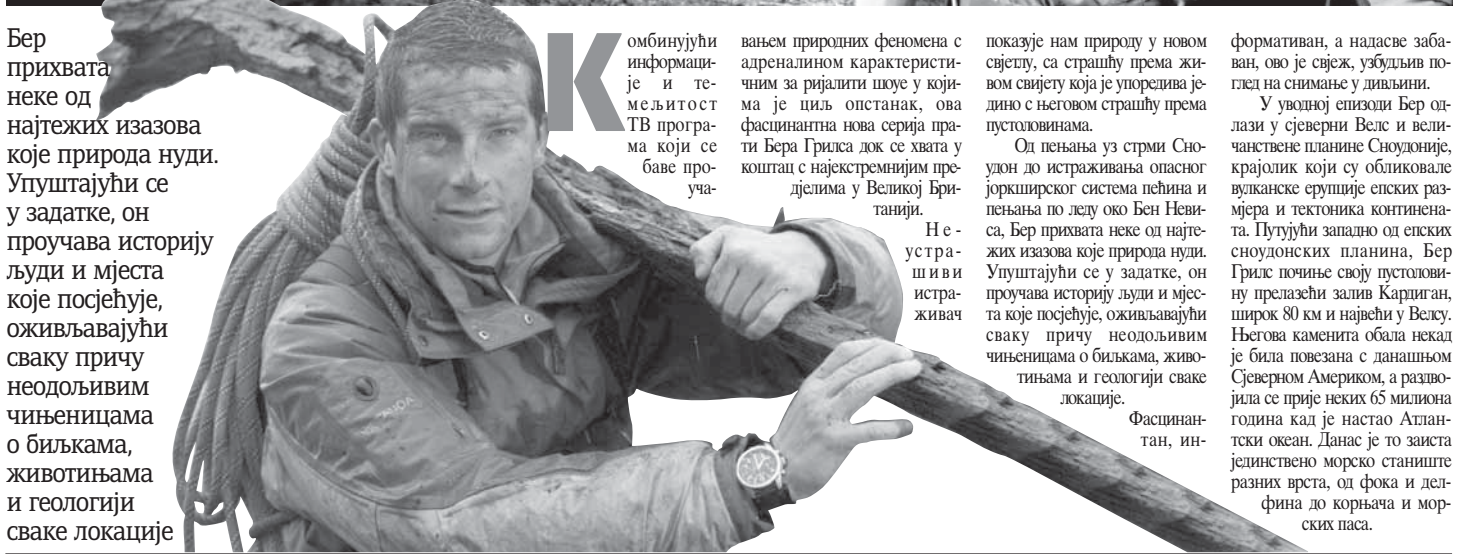 Бер
прихвата
неке од
најтежих изазова
које природа нуди.
Упуштајући се
у задатке, он
проучава историју
људи и мјеста
које посјећује,
оживљавајући
сваку причу
неодољивим
чињеницама
о биљкама,
животињама
и геологији
сваке локације
Комбинујући
информаци-
је и те-
мељитост
ТВ програ-
ма који се
баве про-
уча-
вањем природних феномена с
адреналином карактеристи-
чним за ријалити шоуе у који-
ма је циљ опстанак, ова
фасцинантна нова серија пра-
ти Бера Грилса док се хвата у
коштац с најекстремнијим пре-
дјелима у Великој Бри-
танији.
Не-
устра-
шиви
истра-
живач
показује нам природу у новом
свјетлу, са страшћу према жи-
вом свијету која је упоредива је-
дино с његовом страшћу према
пустоловинама.
Од пењања уз стрми Сно-
удон до истраживања опасног
јоркширског система пећина и
пењања по леду око Бен Неви-
са, Бер прихвата неке од најте-
жих изазова које природа нуди.
Упуштајући се у задатке, он
проучава историју људи и мјес-
та које посјећује, оживљавајући
сваку причу неодољивим
чињеницама о биљкама, живо-
тињама и геологији сваке
локације.
Фасцинан-
тан, ин-
формативан, а надасве заба-
ван, ово је свјеж, узбудљив по-
глед на снимање у дивљини.
У уводној епизоди Бер од-
лази у сјеверни Велс и вели-
чанствене планине Сноудоније,
крајолик који су обликовале
вулканске ерупције епских раз-
мјера и тектоника континена-
та. Путујући западно од епских
сноудонских планина, Бер
Грилс почиње своју пустолови-
ну прелазећи залив Кардиган,
широк 80 км и највећи у Велсу.
Његова каменита обала некад
је била повезана с данашњом
Сјеверном Америком, а раздво-
јила се прије неких 65 милиона
година кад је настао Атлан-
тски океан. Данас је то заиста
јединствено морско станиште
разних врста, од фока и дел-
фина до корњача и мор-
ских паса.